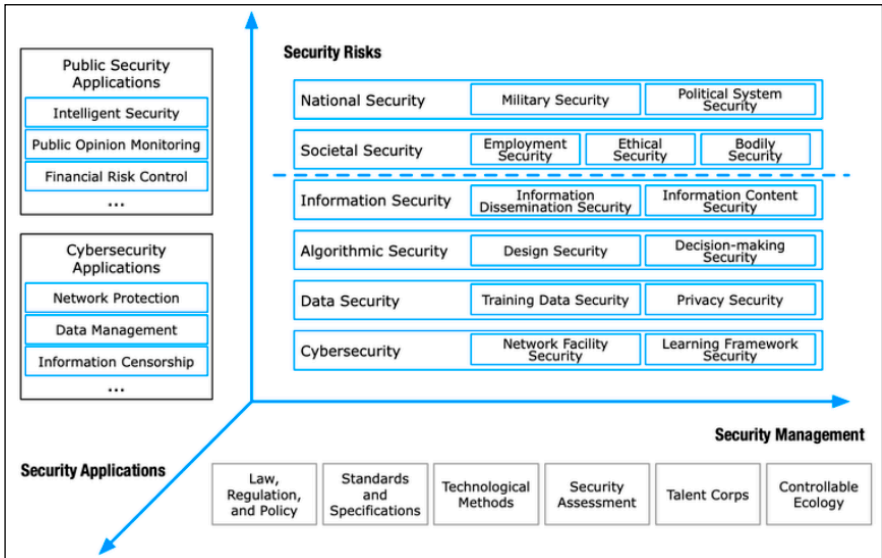 Security Risks
Public Security
Applications
Intelligent Security
Public Opinion Monitoring
Financial Risk Control
...
Cybersecurity
Applications
Network Protection
Data Management
Information Censorship
...
National Security
Military Security
Political System
Security
Societal Security
Employment
Security
Ethical
Security
Bodily
Security
Information Security
Information
Dissemination Security
Information Content
Security
Algorithmic Security
Design Security
Decision-making
Security
Data Security
Training Data Security
Privacy Security
Cybersecurity
Network Facility
Security
Learning Framework
Security
Security Management
Security Applications
Law,
Regulation,
and Policy
Standards
and
Specifications
Technological
Methods
Security
Assessment
Talent Corps
Controllable
Ecology